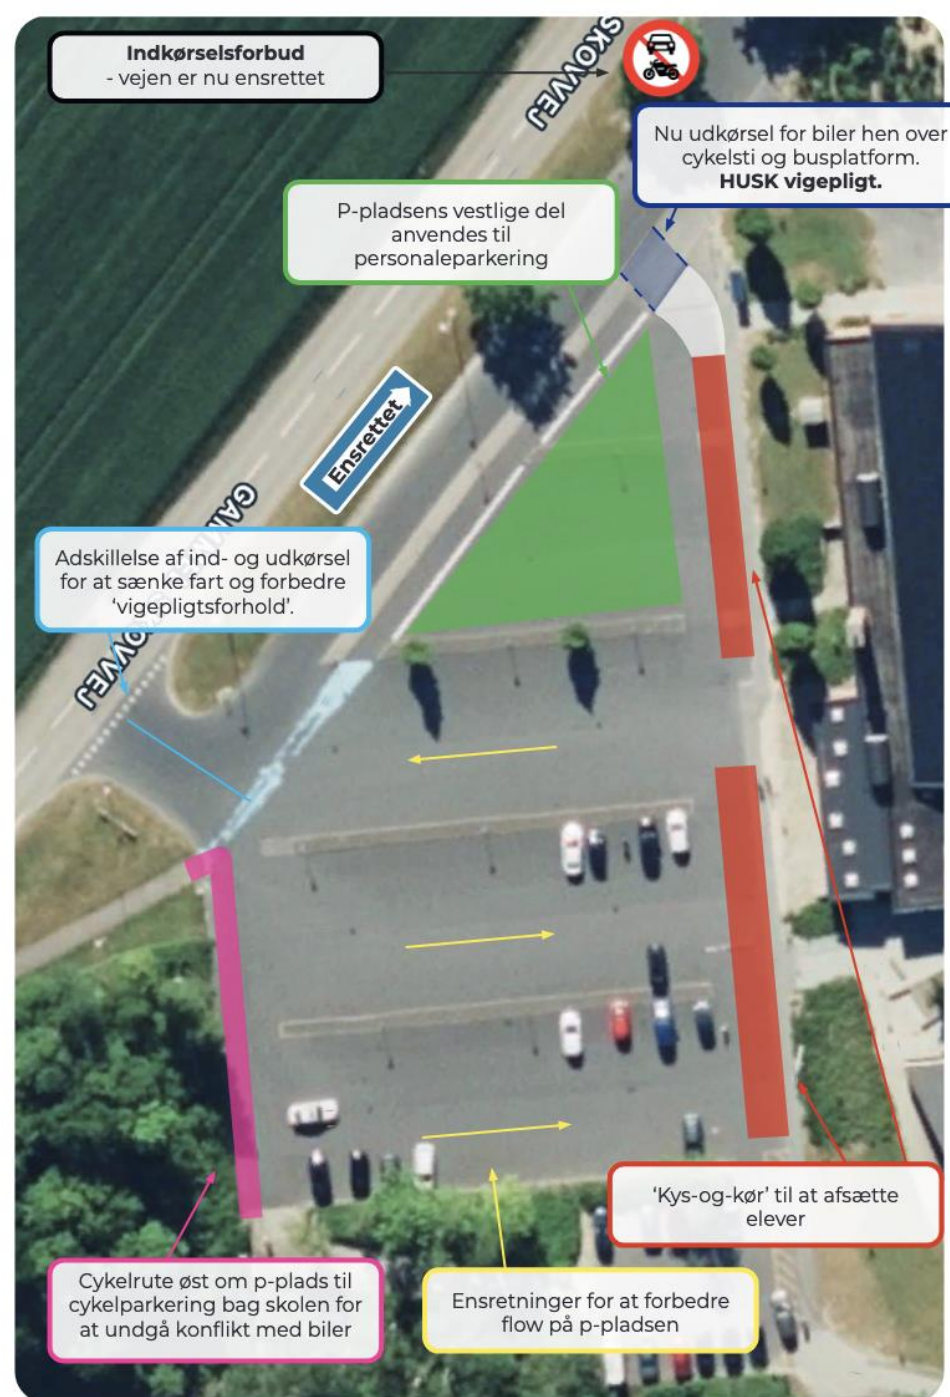 Indkørselsforbud
- vejen er nu ensrettet
SKOVVEJ
Nu udkørsel for biler hen over
cykelsti og busplatform.
HUSK vigepligt.
P-pladsens vestlige del
anvendes til
personaleparkering
Ensrettet
Adskillelse af ind- og udkørsel
for at sænke fart og forbedre
‘vigepligtsforhold’.
‘Kys-og-kør’ til at afsætte
elever
Cykelrute øst om p-plads til
cykelparkering bag skolen for
at undgå konflikt med biler
Ensretninger for at forbedre
flow på p-pladsen